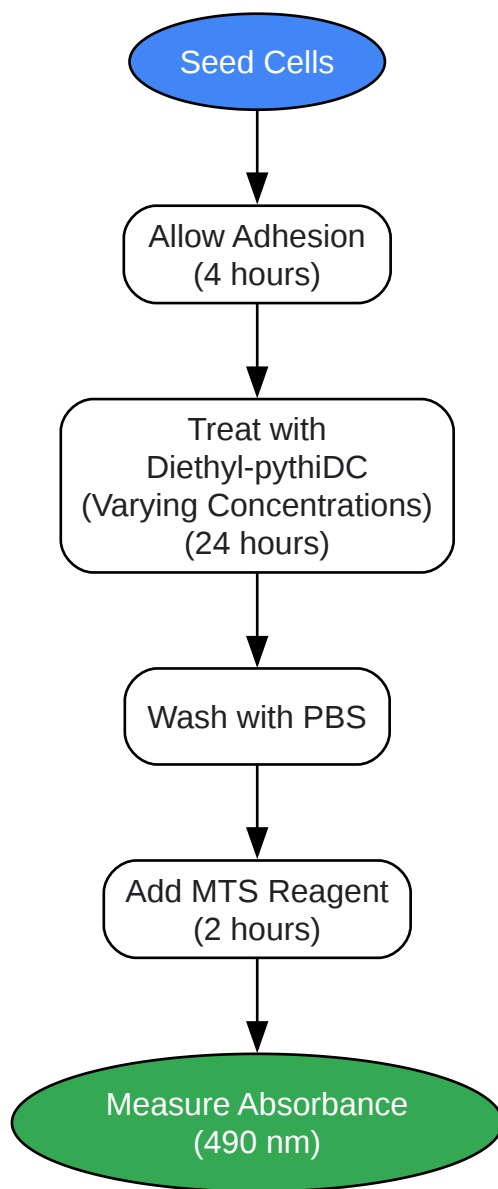 Seed Cells
Allow Adhesion
(4 hours)
Treat with
Diethyl-pythiDC
(Varying Concentrations)
(24 hours)
Wash with PBS
Add MTS Reagent
(2 hours)
Measure Absorbance
(490 nm)